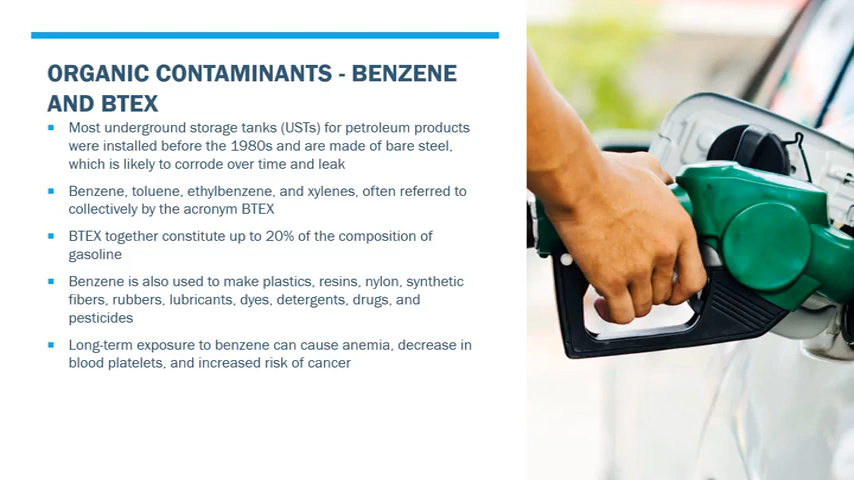 ORGANIC CONTAMINANTS - BENZENE
AND BTEX
Most underground storage tanks (USTs) for petroleum products
were installed before the 1980s and are made of bare steel,
which is likely to corrode over time and leak
Benzene, toluene, ethylbenzene, and xylenes, often referred to
collectively by the acronym BTEX
BTEX together constitute up to 20% of the composition of
gasoline
Benzene is also used to make plastics, resins, nylon, synthetic
fibers, rubbers, lubricants, dyes, detergents, drugs, and
pesticides
Long-term exposure to benzene can cause anemia, decrease in
blood platelets, and increased risk of cancer